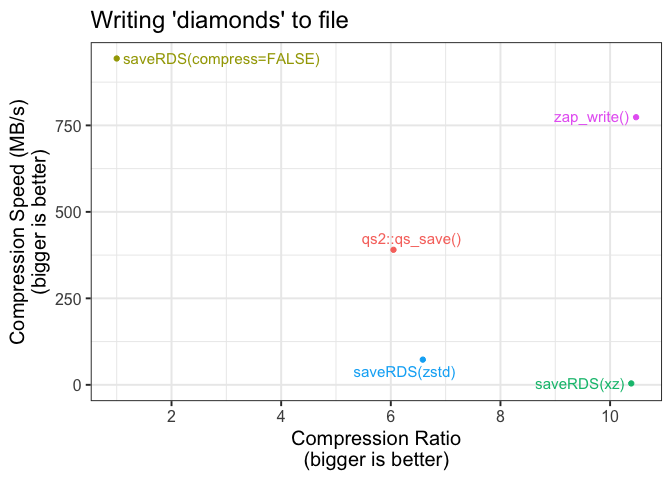 Writing 'diamonds' to file
Compression Speed (MB/s)
(bigger is better)
750
500
250
0
saveRDS(compress=FALSE)
zap_write()
qs2::qs_save()
saveRDS(zstd)
saveRDS(xz)
2
4
6
8
10
Compression Ratio
(bigger is better)